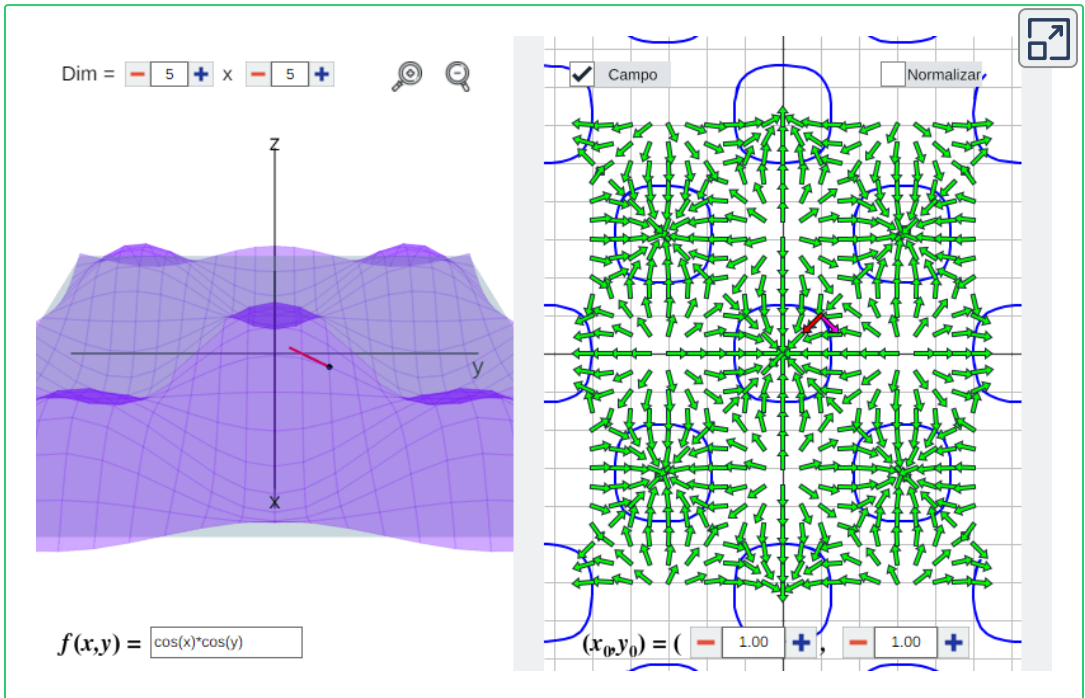 Dim = 5 x 5
Campo
Normalizar
z
y
x
f(x,y) = cos(x)*cos(y)
(x₀,y₀) = ( 1.00 , 1.00